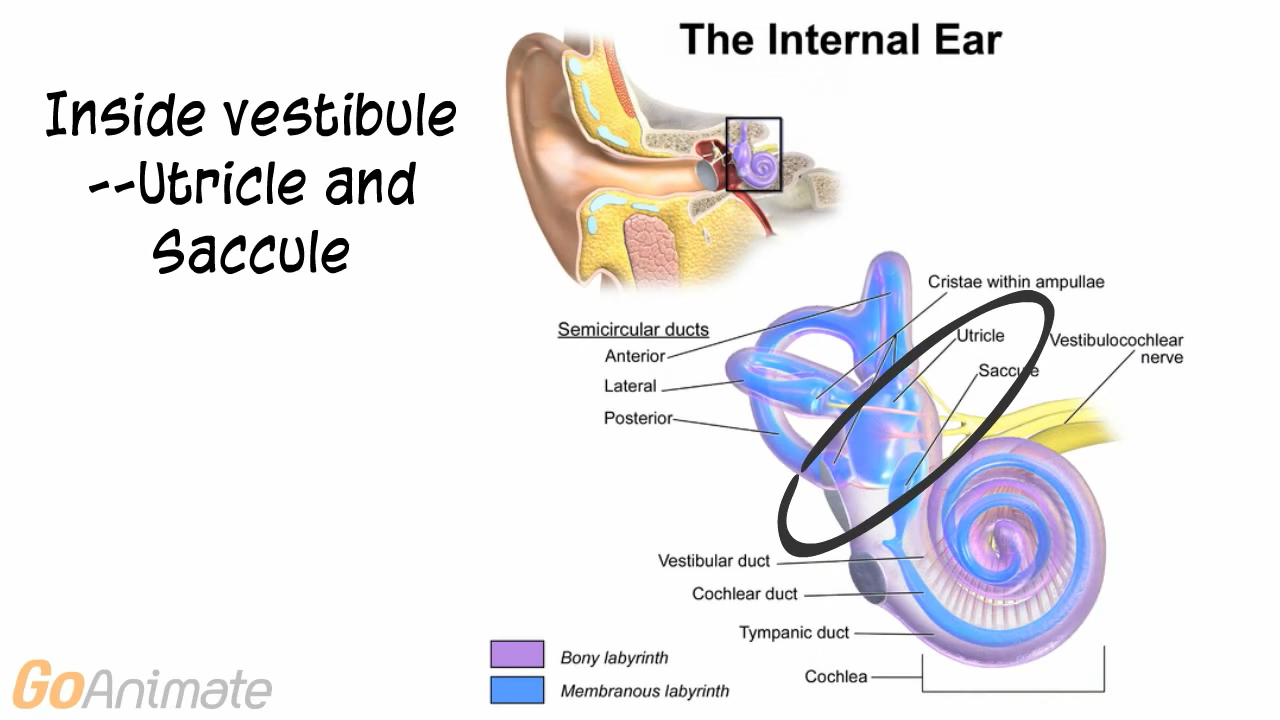 The Internal Ear
Inside vestibule
--Utricle and
Saccule
Cristae within ampullae
Semicircular ducts
Anterior
Lateral
Posterior
Utricle
Saccule
Vestibulocochlear
nerve
Vestibular duct
Cochlear duct
Tympanic duct
Cochlea
Bony labyrinth
Membranous labyrinth
GoAnimate